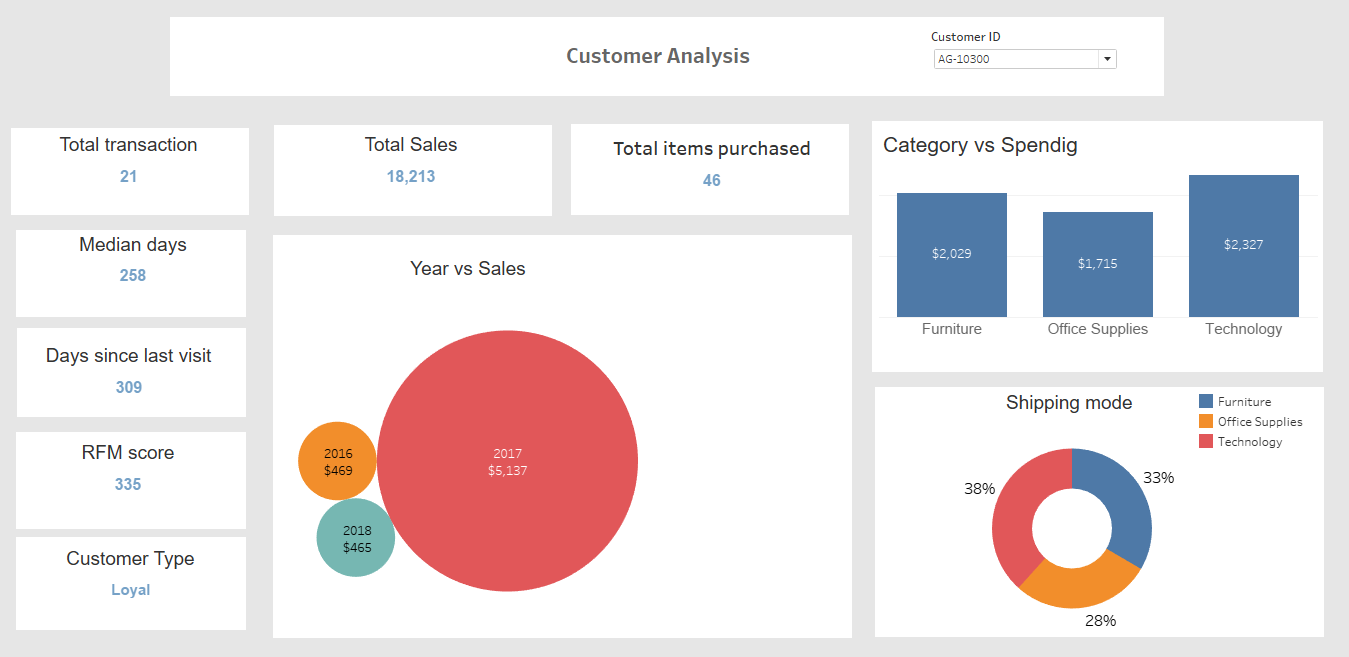 Customer Analysis
Customer ID
AG-10300
Total transaction
21
Total Sales
18,213
Total items purchased
46
Median days
258
Days since last visit
309
RFM score
335
Customer Type
Loyal
Year vs Sales
2016
$469
2017
$5,137
2018
$465
Category vs Spendig
$2,029
$1,715
$2,327
Furniture
Office Supplies
Technology
Shipping mode
Furniture
Office Supplies
Technology
38%
33%
28%